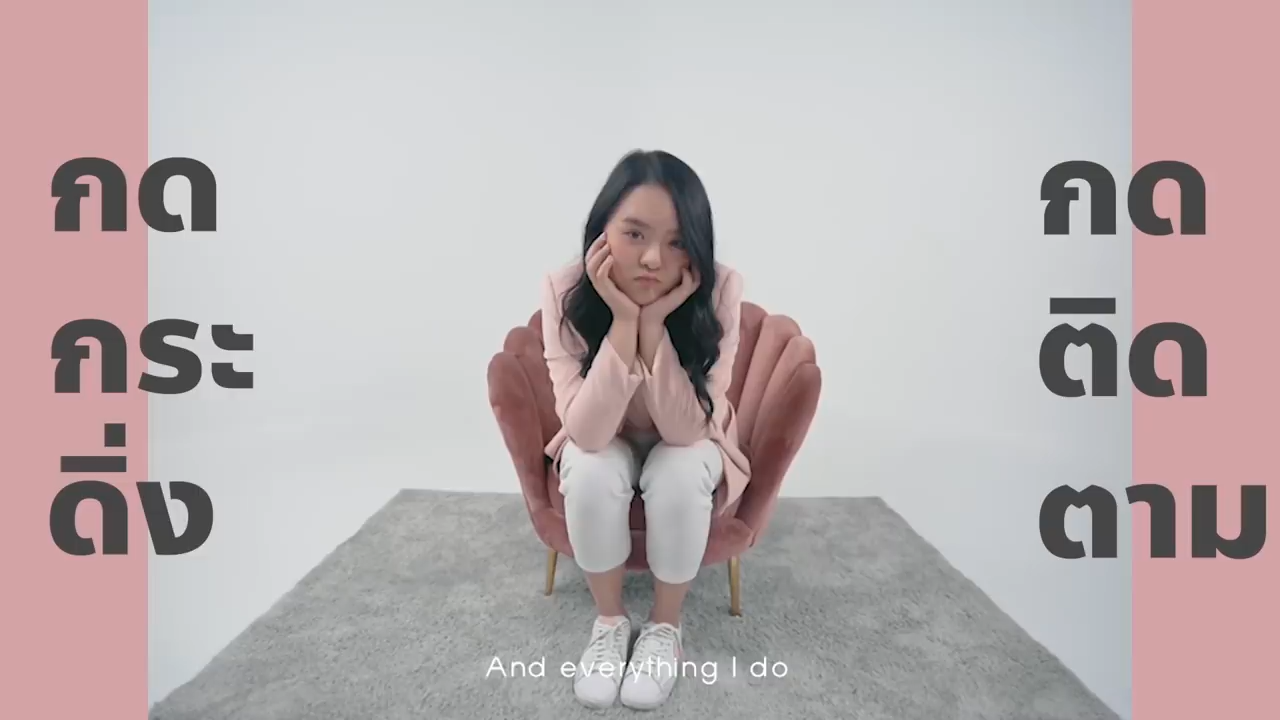 กด
กระ
ดิ่ง
กด
ติด
ตาม
And everything I do